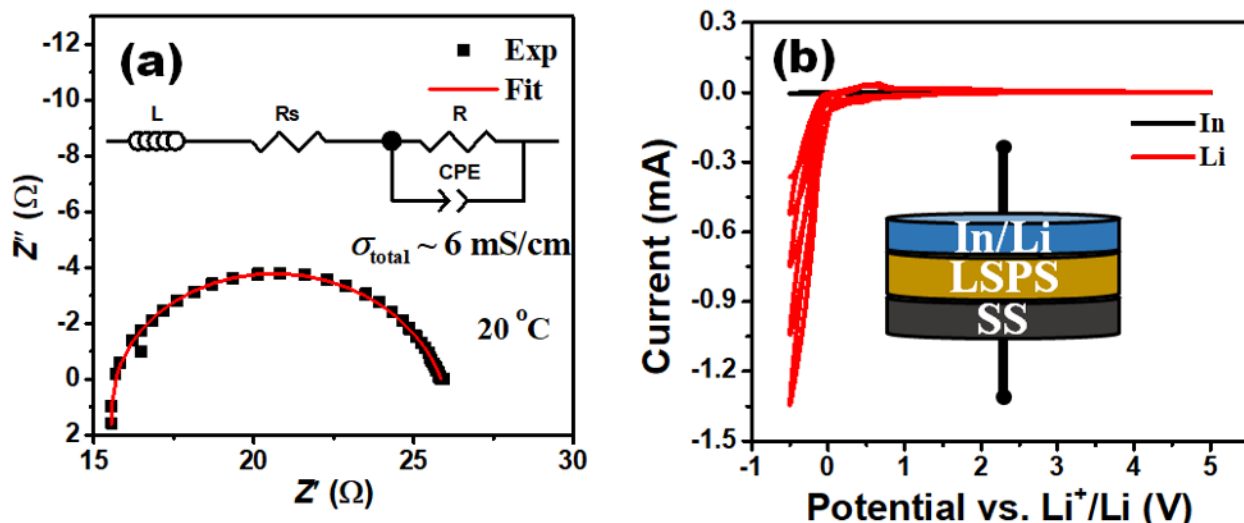 (a)
Exp
Fit
L
Rs
R
CPE
σtotal ~ 6 mS/cm
20 °C
-12
-10
-8
-6
-4
-2
0
2
Z'' (Ω)
15
20
25
30
Z' (Ω)
(b)
In
Li
In/Li
LSPS
SS
0.3
0.0
-0.3
-0.6
-0.9
-1.2
-1.5
Current (mA)
-1
0
1
2
3
4
5
Potential vs. Li⁺/Li (V)